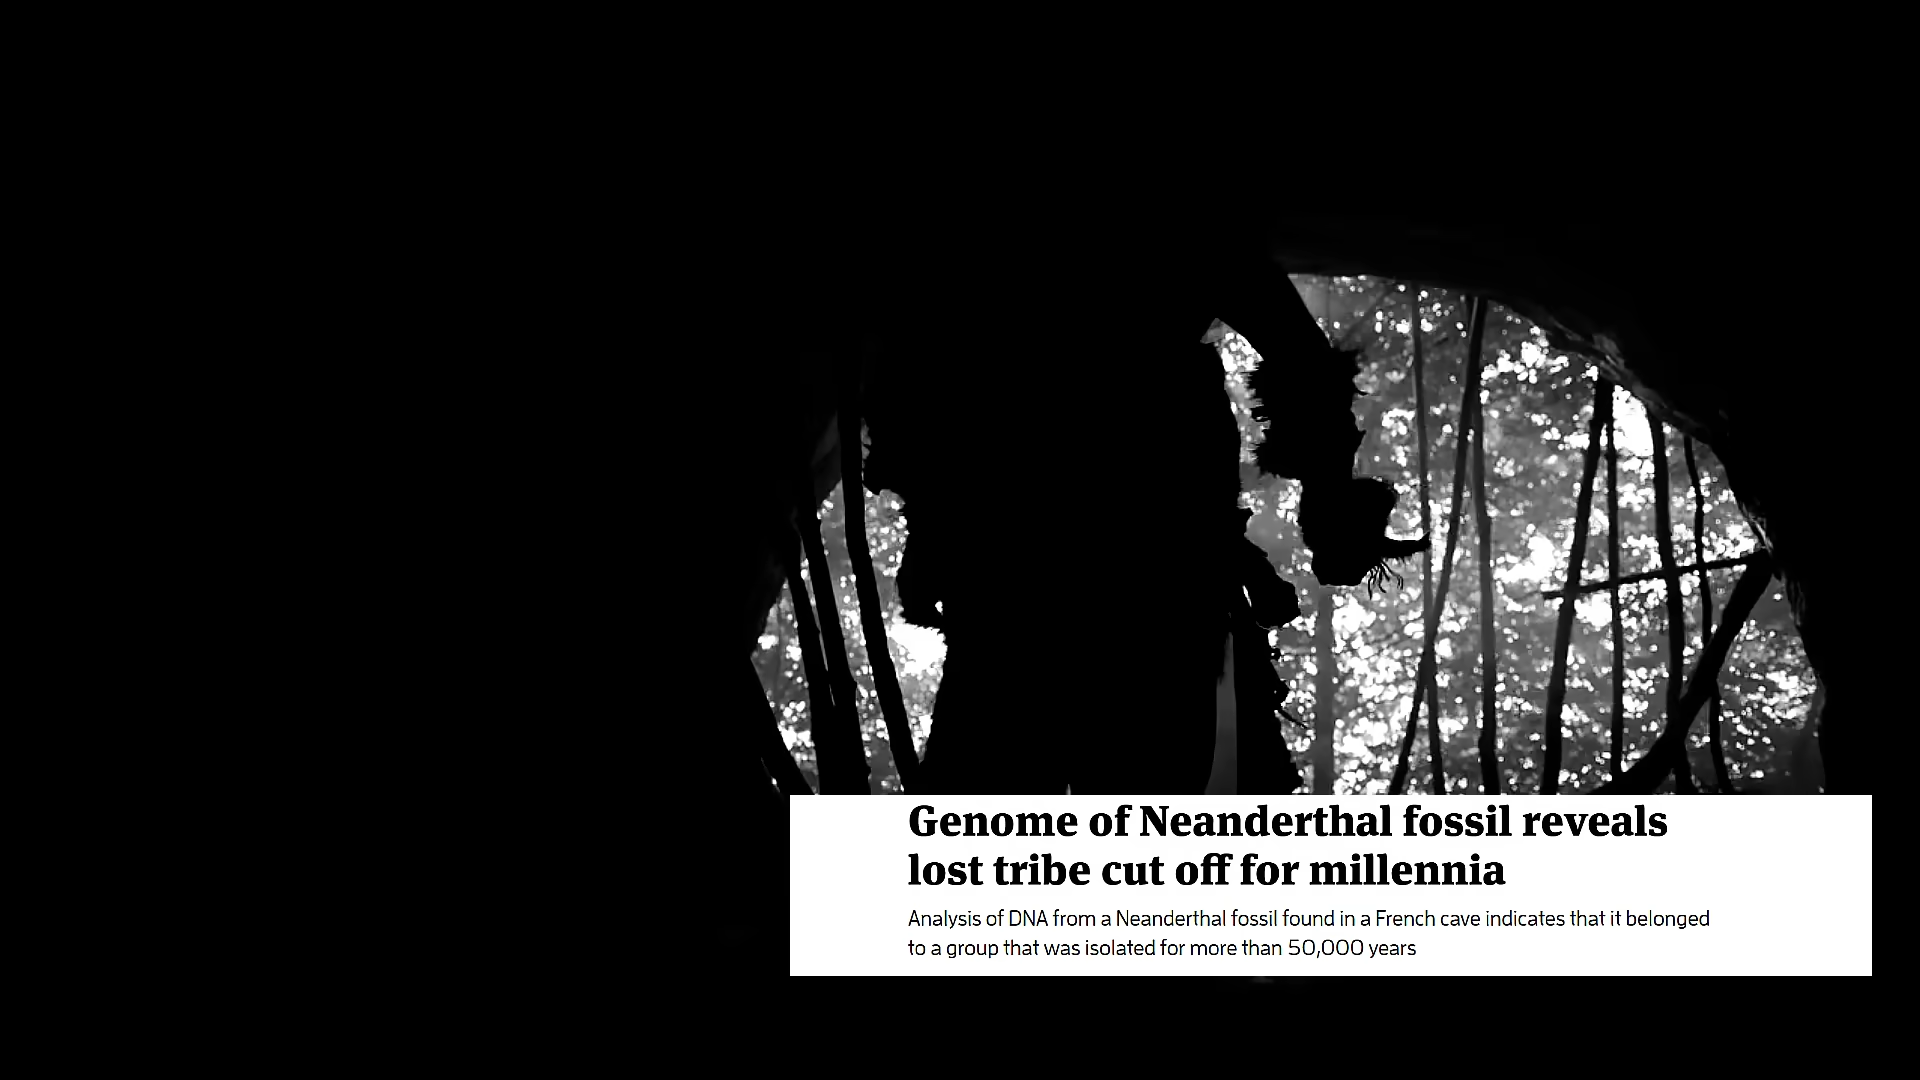 Genome of Neanderthal fossil reveals
lost tribe cut off for millennia
Analysis of DNA from a Neanderthal fossil found in a French cave indicates that it belonged
to a group that was isolated for more than 50,000 years